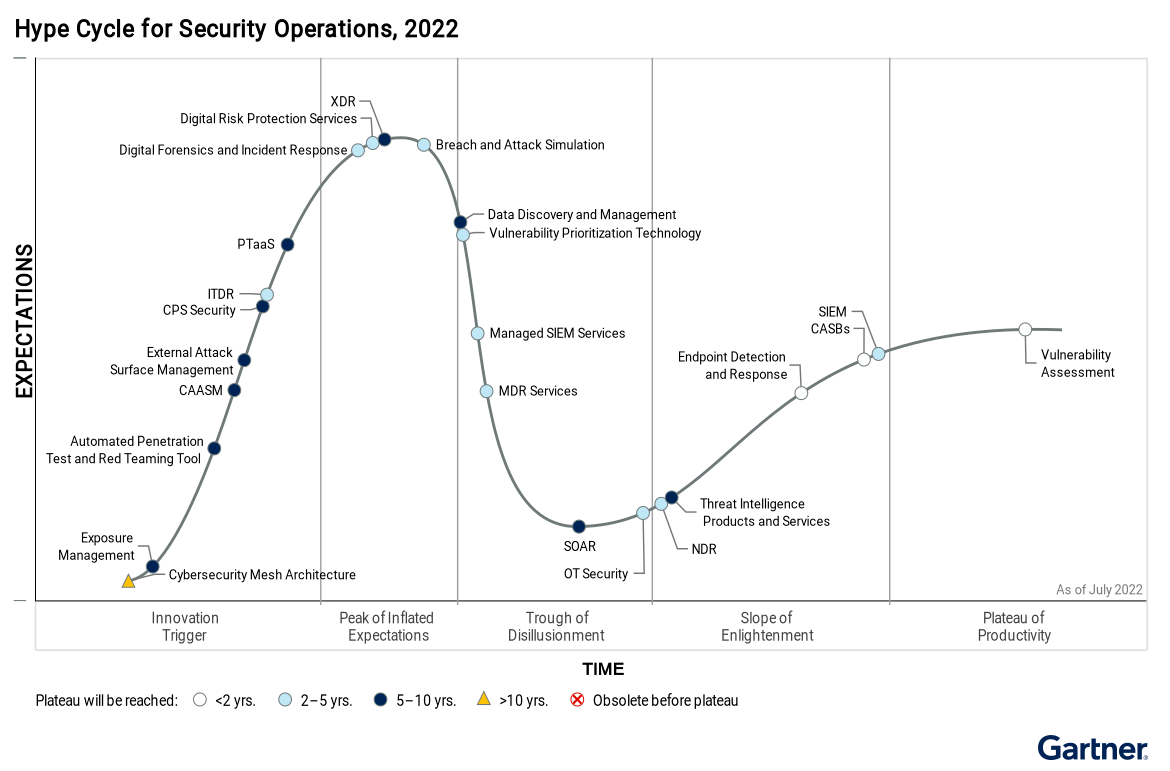 Hype Cycle for Security Operations, 2022
XDR
Digital Risk Protection Services
Digital Forensics and Incident Response
Breach and Attack Simulation
Data Discovery and Management
Vulnerability Prioritization Technology
PTaaS
ITDR
CPS Security
External Attack
Surface Management
CAASM
Automated Penetration
Test and Red Teaming Tool
Exposure
Management
Cybersecurity Mesh Architecture
Managed SIEM Services
MDR Services
SOAR
OT Security
NDR
Threat Intelligence
Products and Services
Endpoint Detection
and Response
SIEM
CASBs
Vulnerability
Assessment
EXPECTATIONS
As of July 2022
Innovation
Trigger
Peak of Inflated
Expectations
Trough of
Disillusionment
Slope of
Enlightenment
Plateau of
Productivity
TIME
Plateau will be reached: <2 yrs. 2–5 yrs. 5–10 yrs. >10 yrs. Obsolete before plateau
Gartner®